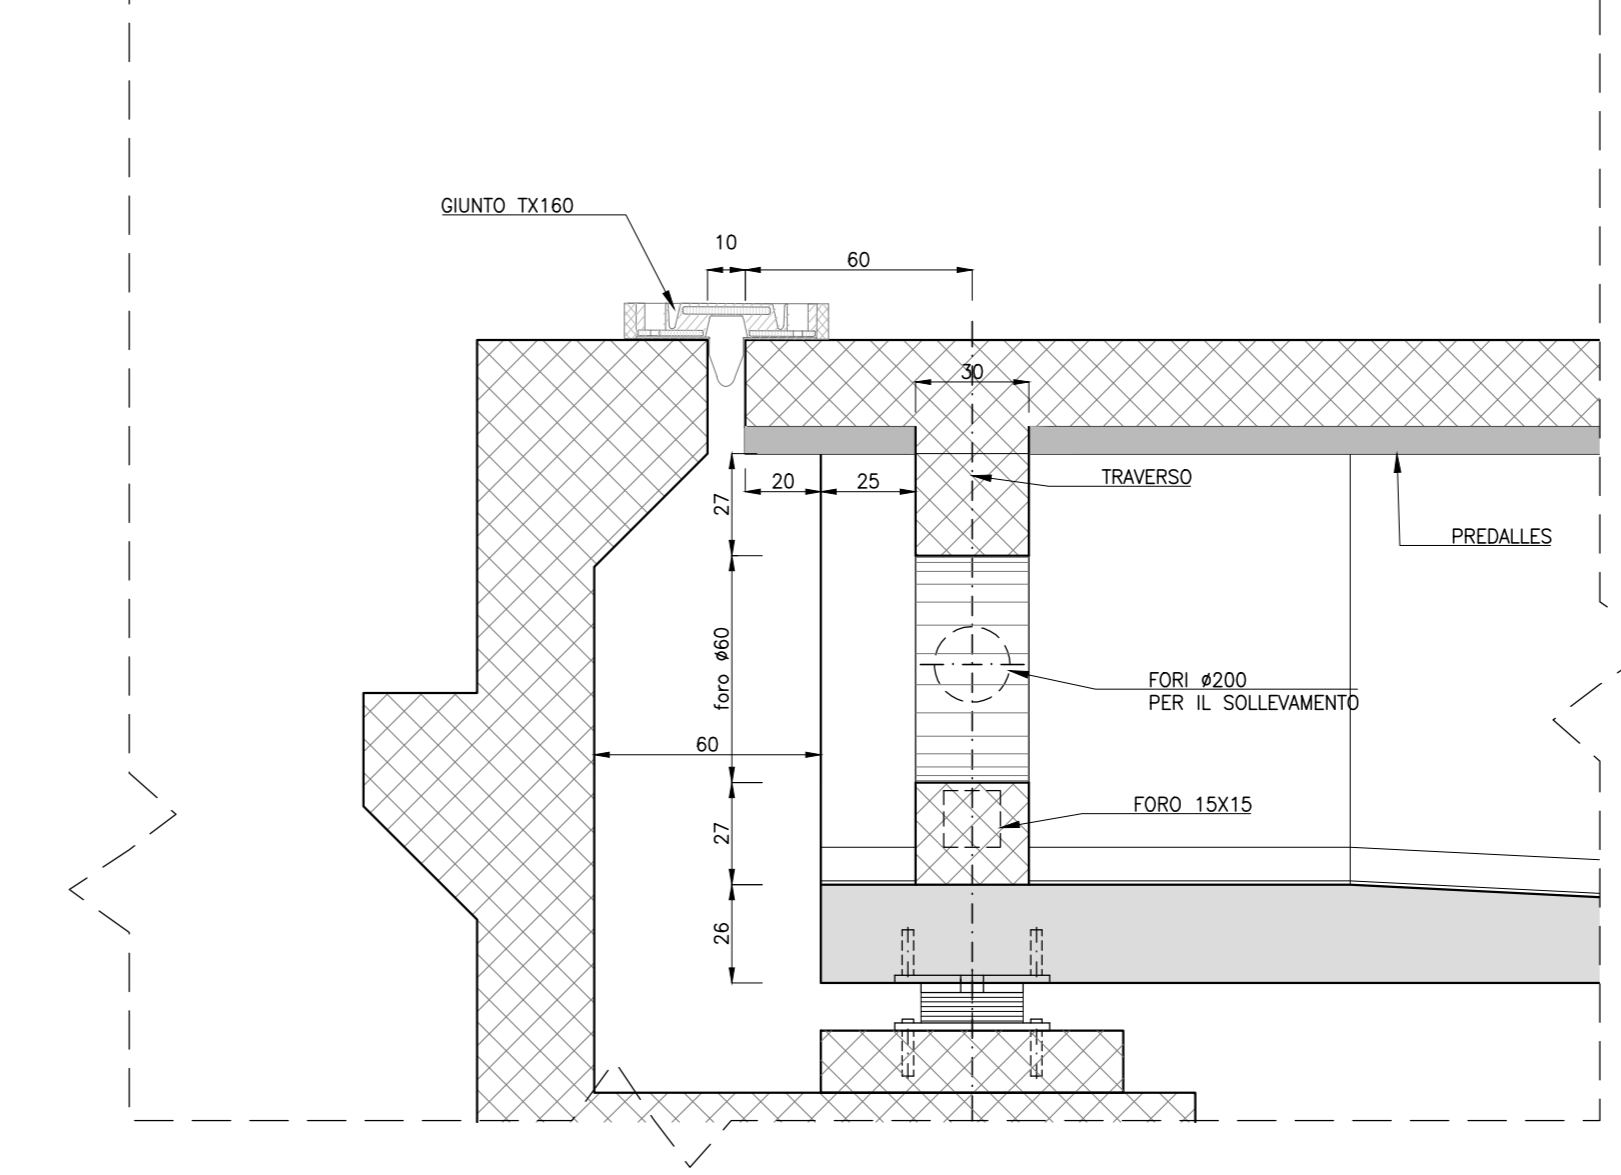 GIUNTO TX160
10
60
30
20
25
TRAVERSO
27
PREDALLES
foro ø60
FORI ø200
PER IL SOLLEVAMENTO
60
FORO 15X15
27
26